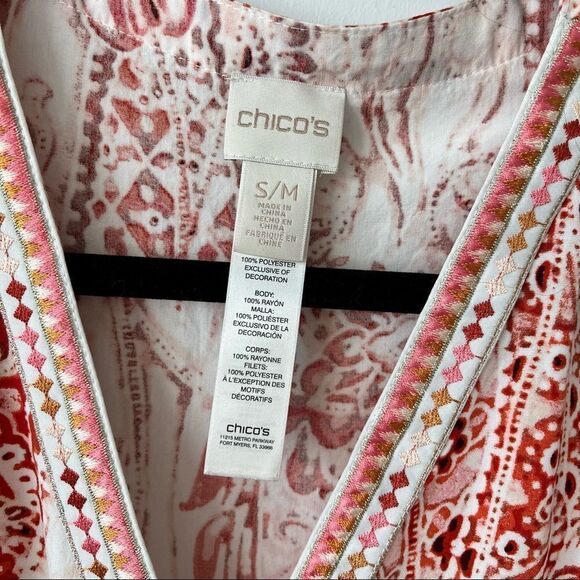 chico's
S/M
MADE IN
CHINA
HECHO EN
CHINA
FABRIQUÉ EN
CHINE
100% POLYESTER
EXCLUSIVE OF
DECORATION
BODY:
100% RAYÓN
MALLA:
100% POLIÉSTER
EXCLUSIVO DE LA
DECORACIÓN
CORPS:
100% RAYONNE
FILETS:
100% POLYESTER
À L'EXCEPTION DES
MOTIFS
DÉCORATIFS
chico's
11215 METRO PARKWAY
FORT MYERS, FL 33966